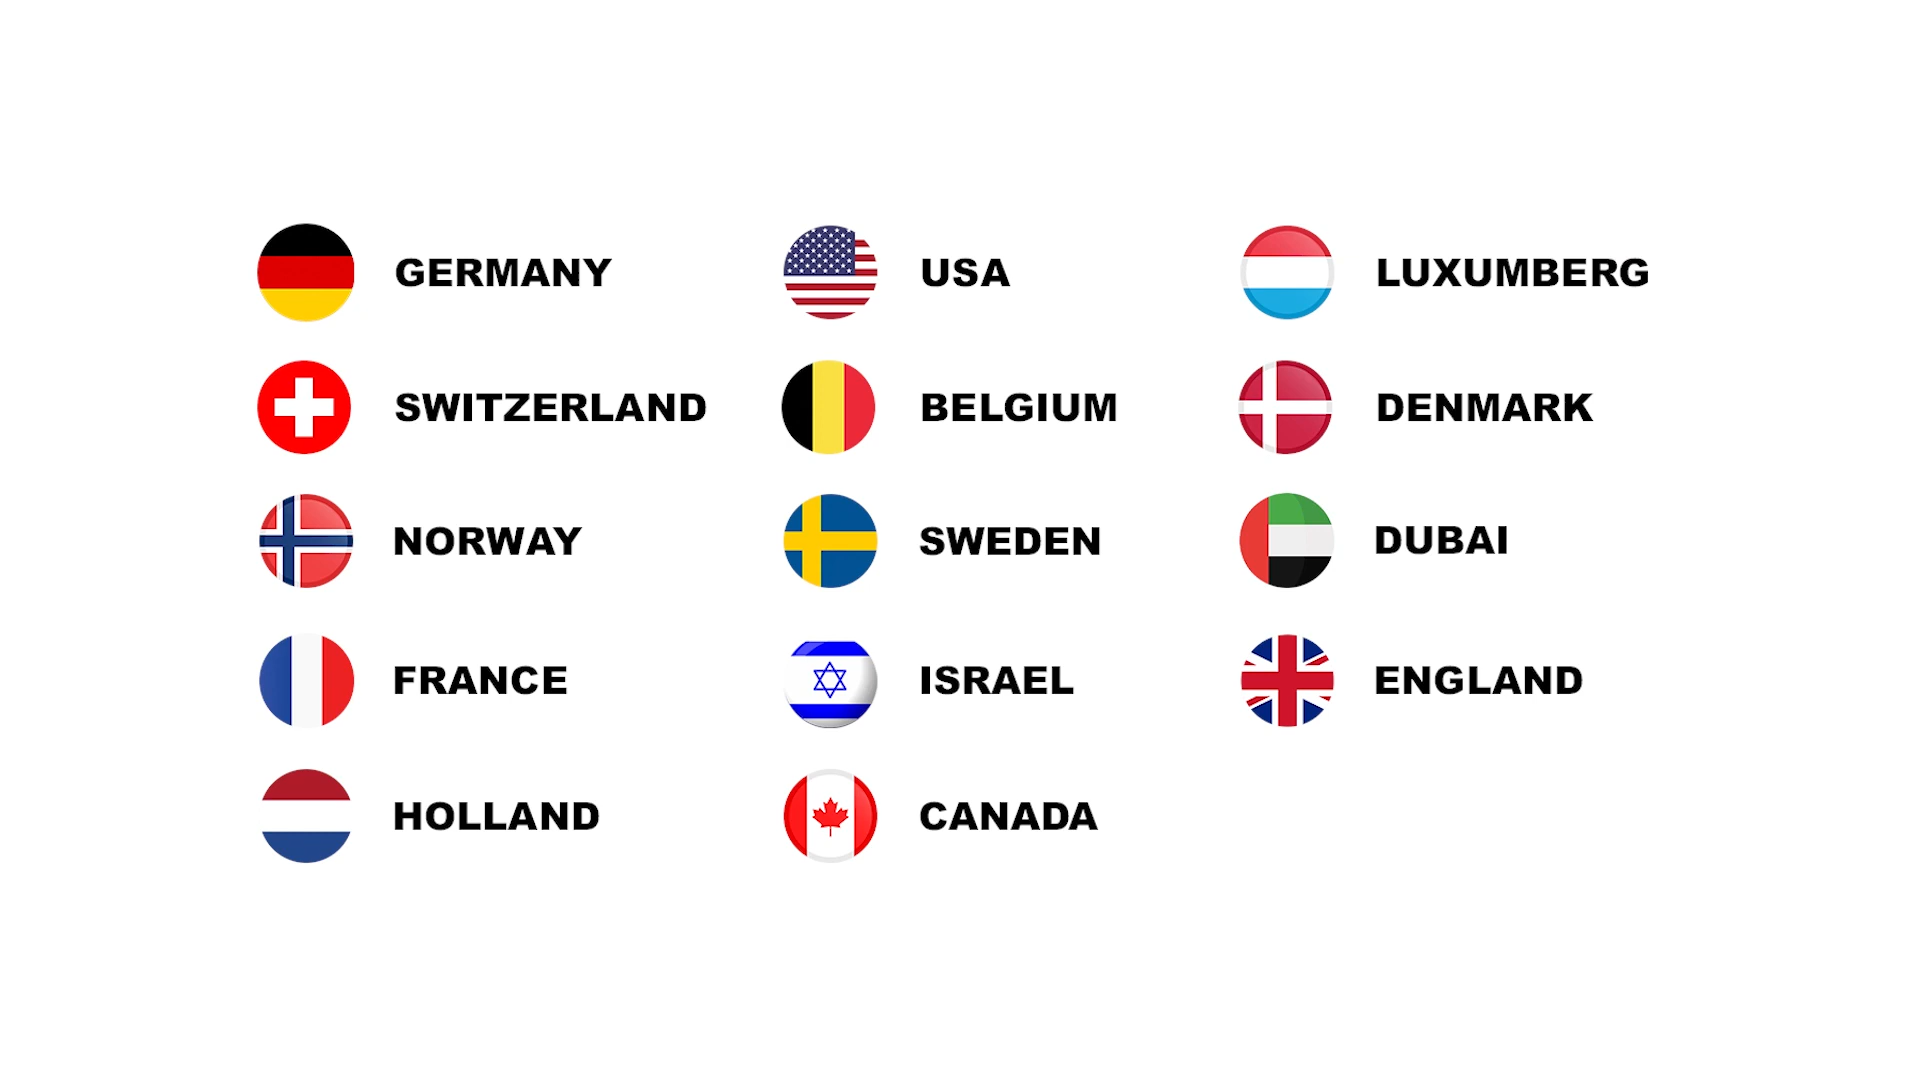 GERMANY
SWITZERLAND
NORWAY
FRANCE
HOLLAND
USA
BELGIUM
SWEDEN
ISRAEL
CANADA
LUXUMBERG
DENMARK
DUBAI
ENGLAND